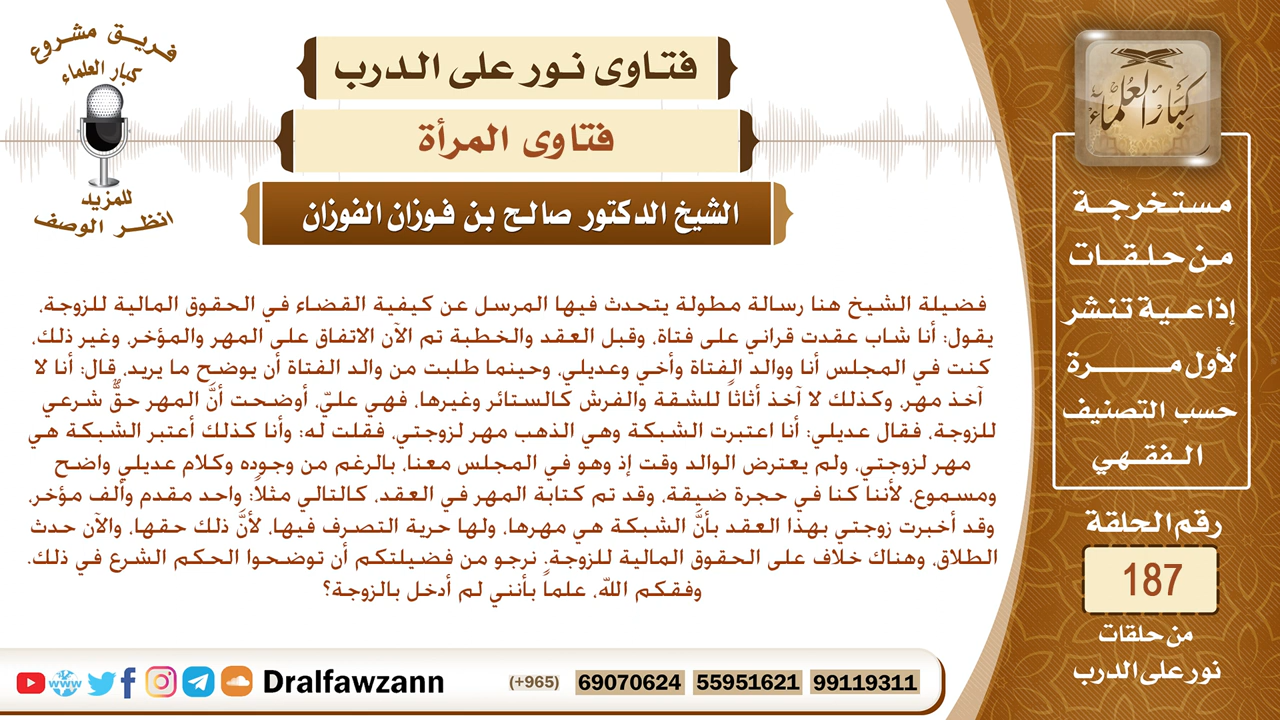 فريق مشروع
كبار العلماء
للمزيد
انظر الوصف
فتاوى نور على الدرب
فتاوى المرأة
الشيخ الدكتور صالح بن فوزان الفوزان
فضيلة الشيخ هنا رسالة مطولة يتحدث فيها المرسل عن كيفية القضاء في الحقوق المالية للزوجة،
يقول: أنا شاب عقدت قراني على فتاة، وقبل العقد والخطبة تم الآن الاتفاق على المهر والمؤخر، وغير ذلك،
كنت في المجلس أنا ووالد الفتاة وأخي وعديلي، وحينما طلبت من والد الفتاة أن يوضح ما يريد، قال: أنا لا
آخذ مهر، وكذلك لا آخذ أثاثاً للشقة والفرش كالستائر وغيرها، فهي عليّ، أوضحت أنَّ المهر حقٌّ شرعي
للزوجة، فقال عديلي: أنا اعتبرت الشبكة وهي الذهب مهر لزوجتي، فقلت له: وأنا كذلك أعتبر الشبكة هي
مهر لزوجتي، ولم يعترض الوالد وقت إذ وهو في المجلس معنا، بالرغم من وجوده وكلام عديلي واضح
ومسموع، لأننا كنا في حجرة ضيقة، وقد تم كتابة المهر في العقد، كالتالي مثلاً: واحد مقدم وألف مؤخر،
وقد أخبرت زوجتي بهذا العقد بأنَّ الشبكة هي مهرها، ولها حرية التصرف فيها، لأنَّ ذلك حقها، والآن حدث
الطلاق، وهناك خلاف على الحقوق المالية للزوجة، نرجو من فضيلتكم أن توضحوا الحكم الشرع في ذلك،
وفقكم الله، علماً بأنني لم أدخل بالزوجة؟
كبار العلماء
مستخرجة
من حلقات
إذاعية تنشر
لأول مرة
حسب التصنيف
الفقهي
رقم الحلقة
187
من حلقات
نور على الدرب
www
Dralfawzann
(+965) 69070624 55951621 99119311